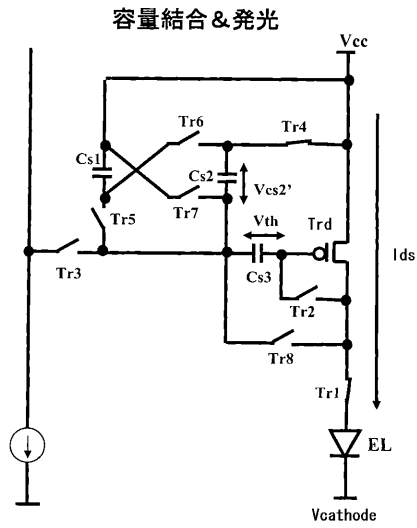 容量結合＆発光
Vcc
Tr6
Tr4
Cs1
Cs2
Vcs2'
Tr5
Tr7
Vth
Trd
Ids
Tr3
Cs3
Tr2
Tr8
Tr1
EL
Vcathode